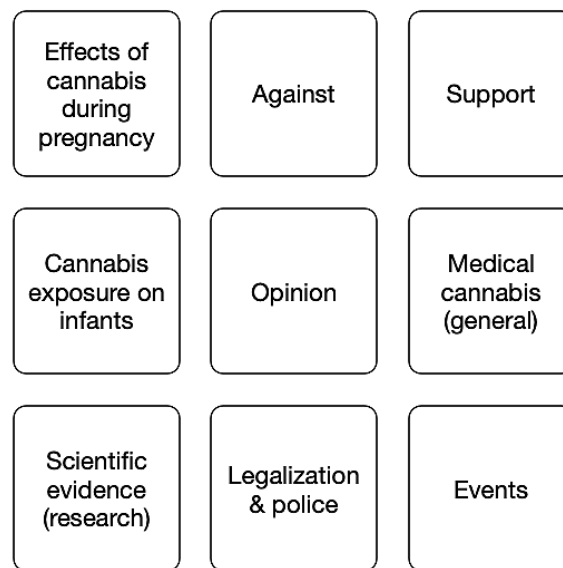 Effects of
cannabis
during
pregnancy
Against
Support
Cannabis
exposure on
infants
Opinion
Medical
cannabis
(general)
Scientific
evidence
(research)
Legalization
& police
Events